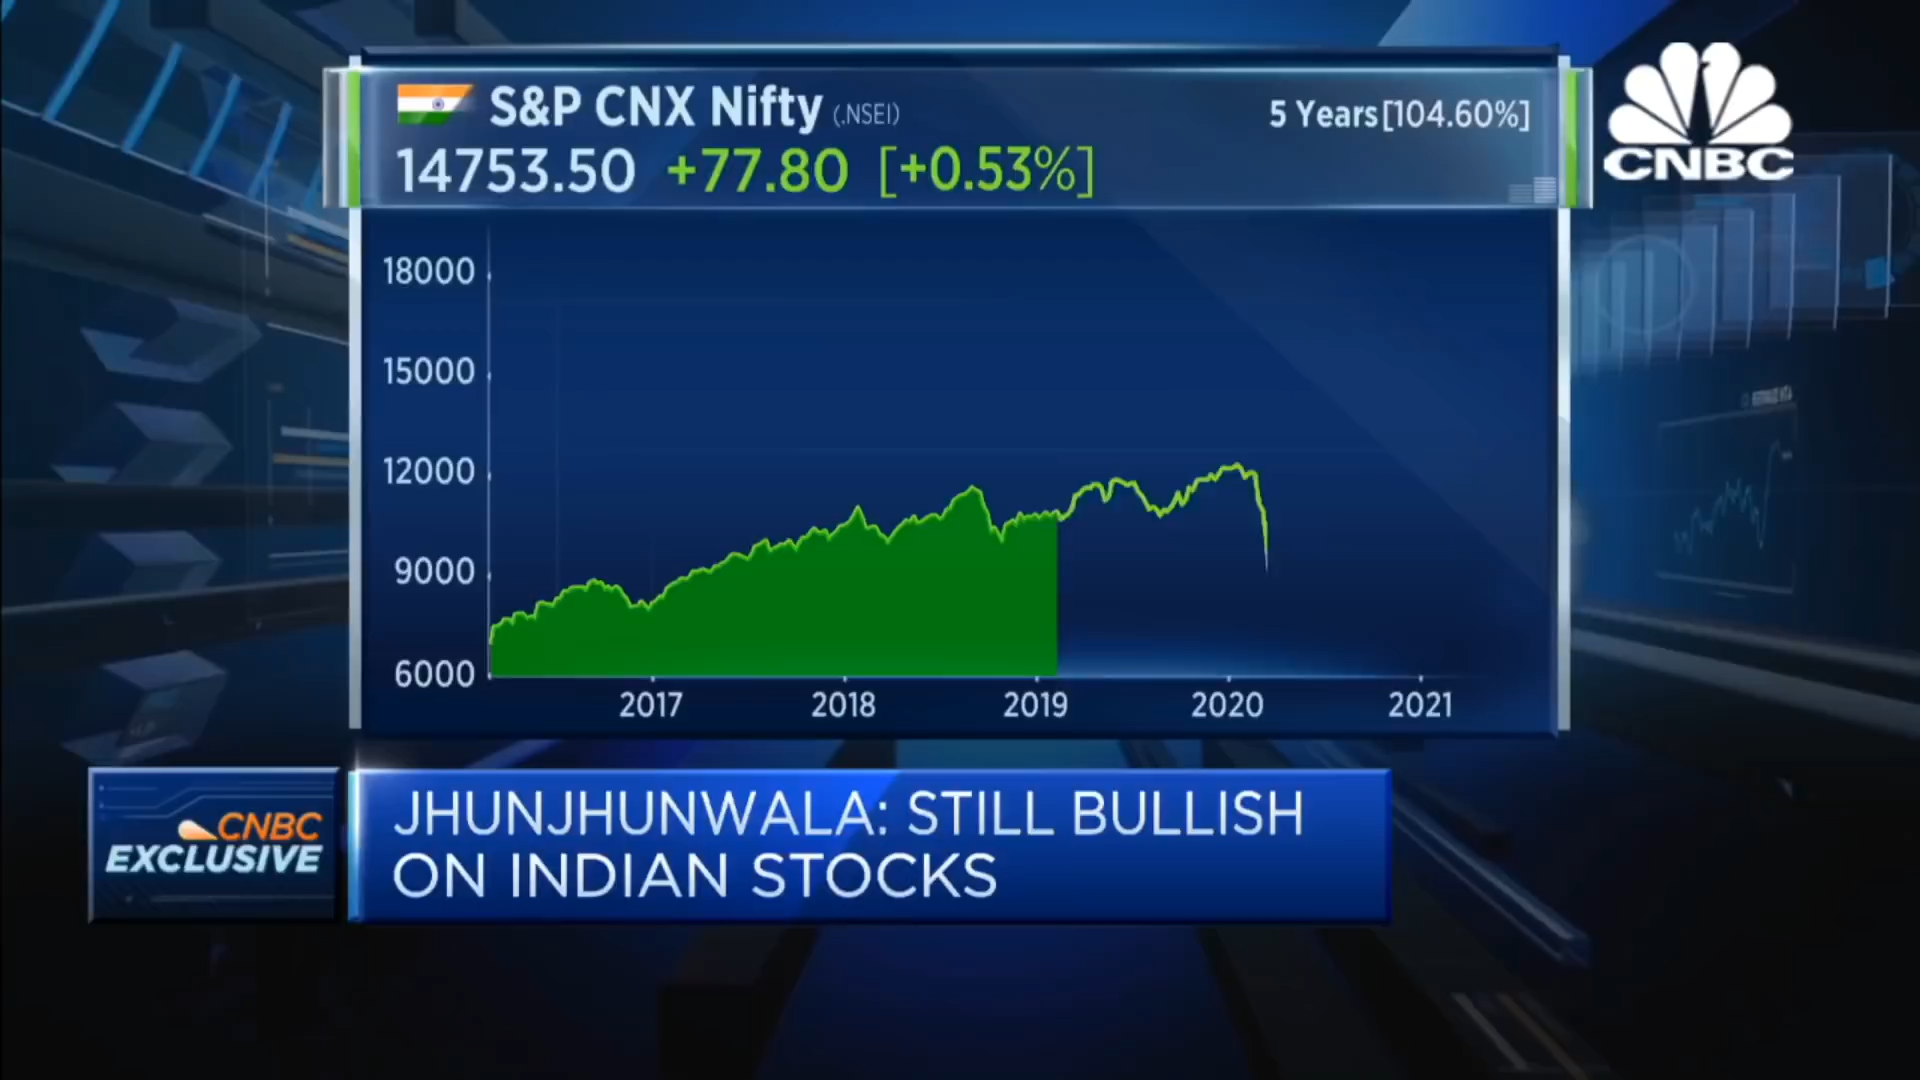 S&P CNX Nifty (.NSEI)
5 Years[104.60%]
14753.50 +77.80 [+0.53%]
CNBC
18000
15000
12000
9000
6000
2017 2018 2019 2020 2021
CNBC
EXCLUSIVE
JHUNJHUNWALA: STILL BULLISH
ON INDIAN STOCKS